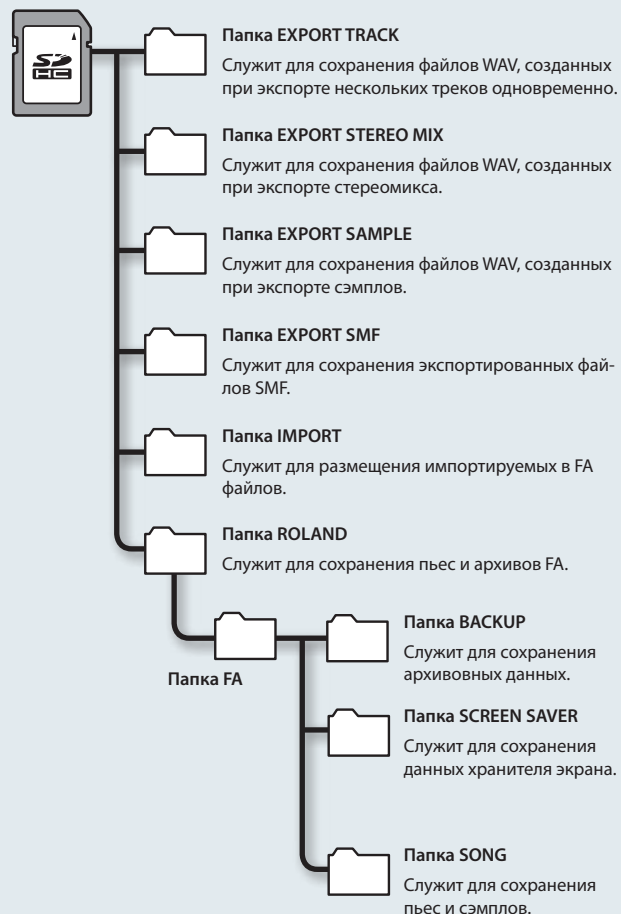 SD
HC
Папка EXPORT TRACK
Служит для сохранения файлов WAV, созданных
при экспорте нескольких треков одновременно.
Папка EXPORT STEREO MIX
Служит для сохранения файлов WAV, созданных
при экспорте стереомикса.
Папка EXPORT SAMPLE
Служит для сохранения файлов WAV, созданных
при экспорте сэмплов.
Папка EXPORT SMF
Служит для сохранения экспортированных фай-
лов SMF.
Папка IMPORT
Служит для размещения импортируемых в FA
файлов.
Папка ROLAND
Служит для сохранения пьес и архивов FA.
Папка FA
Папка BACKUP
Служит для сохранения
архивовных данных.
Папка SCREEN SAVER
Служит для сохранения
данных хранителя экрана.
Папка SONG
Служит для сохранения
пьес и сэмплов.